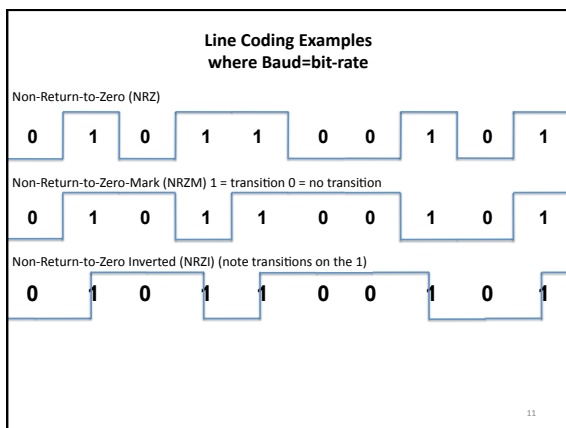 Line Coding Examples
where Baud=bit-rate
Non-Return-to-Zero (NRZ)
0 1 0 1 1 0 0 1 0 1
Non-Return-to-Zero-Mark (NRZM) 1 = transition 0 = no transition
0 1 0 1 1 0 0 1 0 1
Non-Return-to-Zero Inverted (NRZI) (note transitions on the 1)
0 1 0 1 1 0 0 1 0 1
11